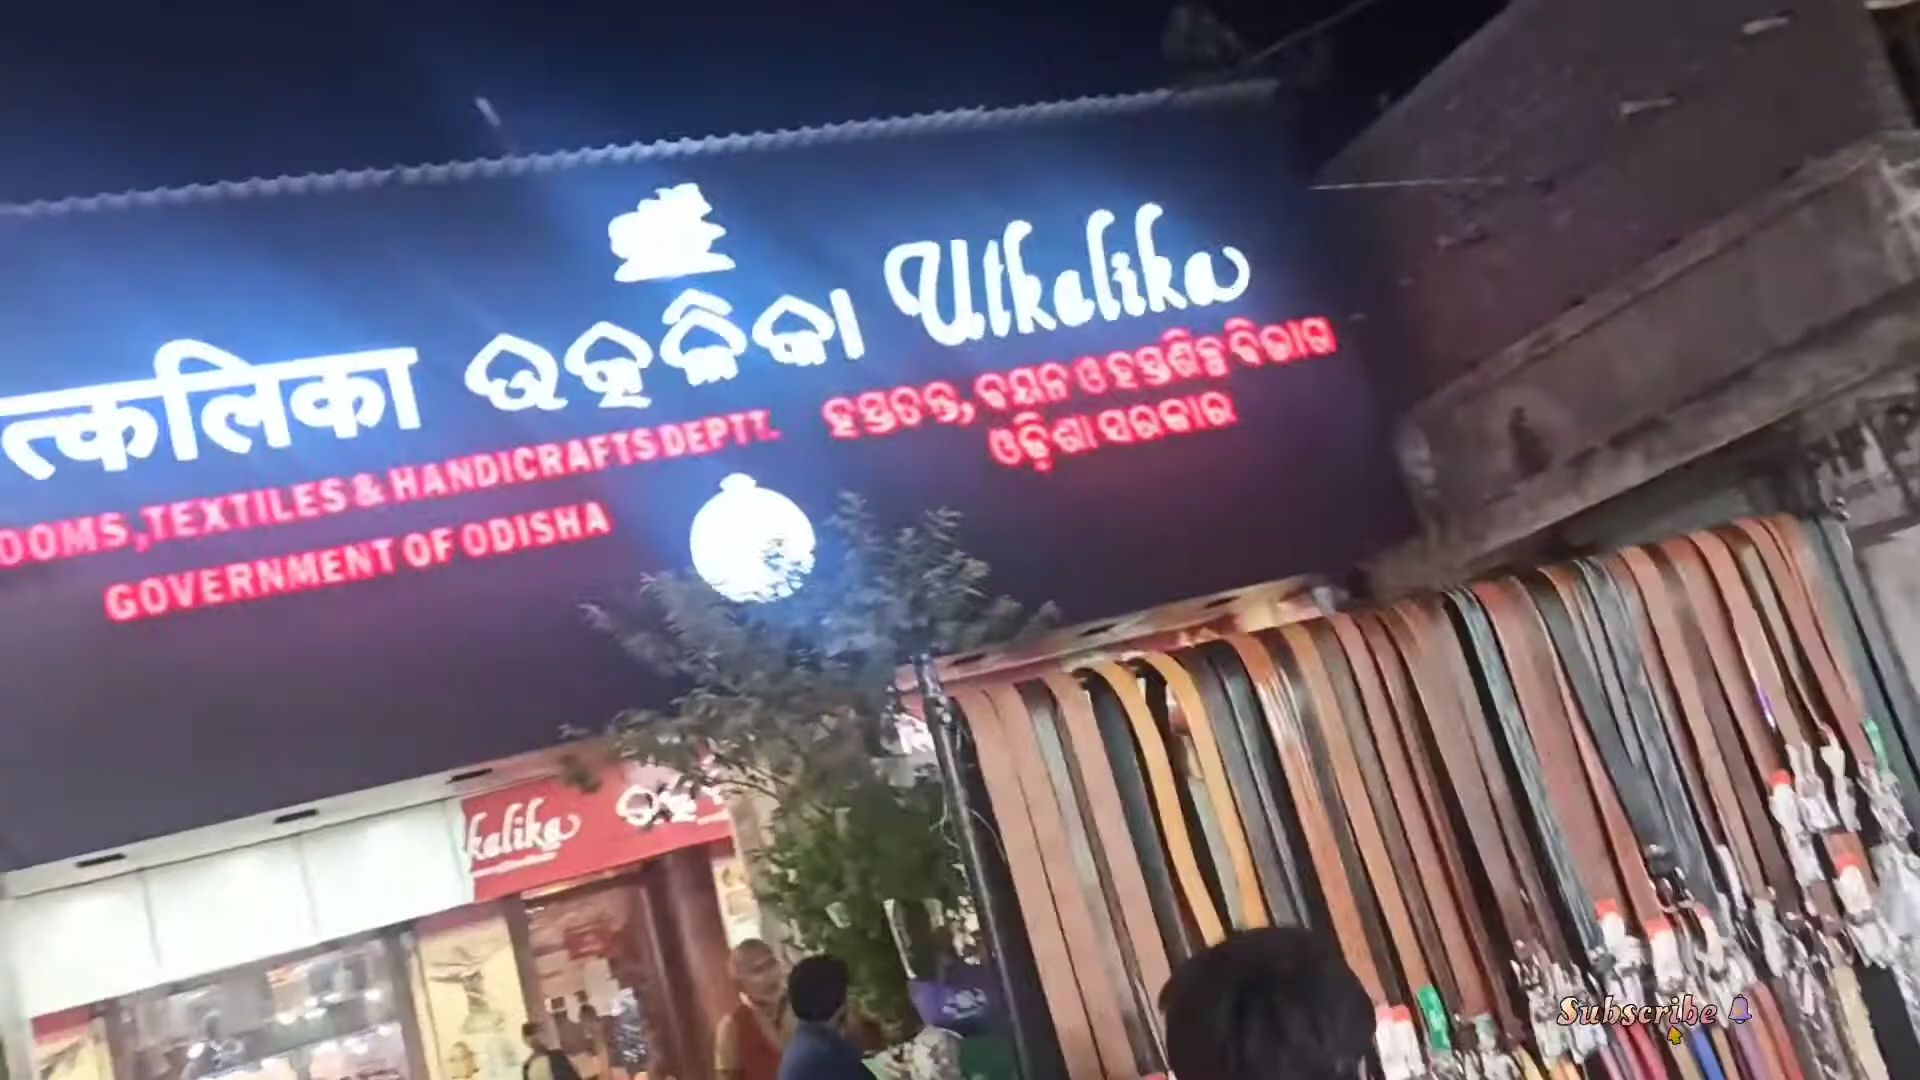 त्कलिका ଉତ୍କଳିକା Utkalika
OOMS, TEXTILES & HANDICRAFTS DEPTT.
GOVERNMENT OF ODISHA
ହସ୍ତତନ୍ତ, ବୟନ ଓ ହସ୍ତଶିଳ୍ପ ବିଭାଗ
ଓଡ଼ିଶା ସରକାର
kalika
Subscribe